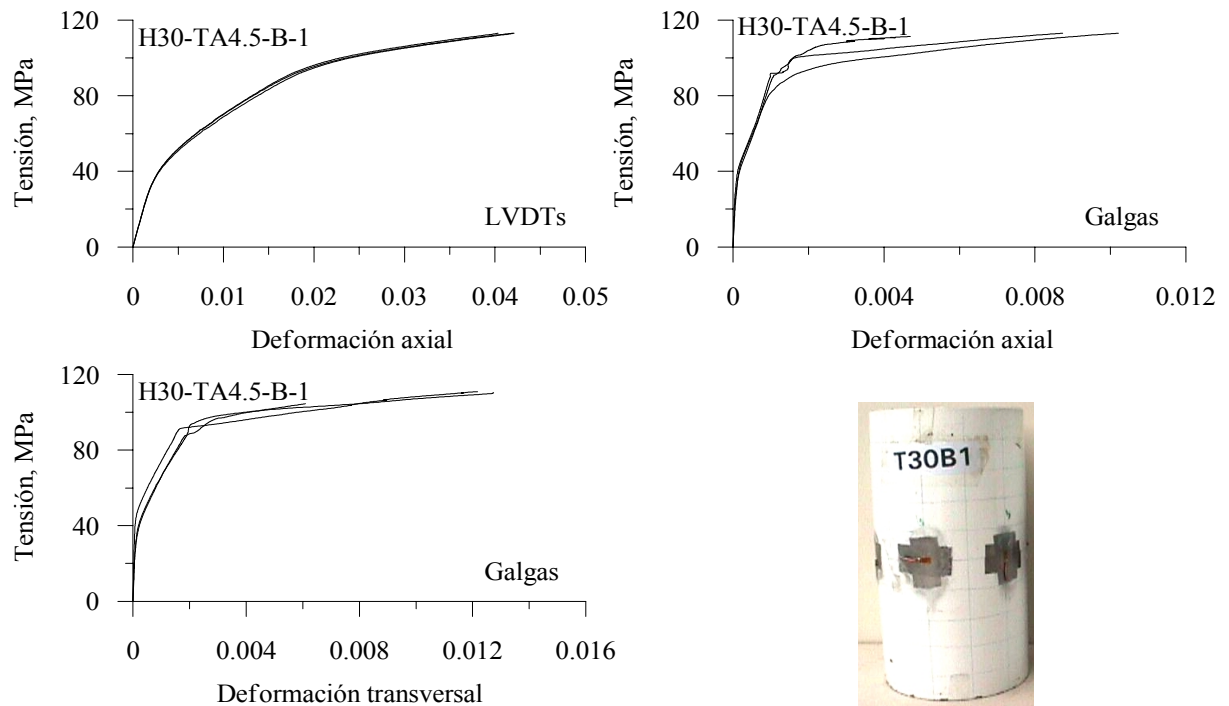 120
H30-TA4.5-B-1
80
40
0
Tensión, MPa
LVDTs
0 0.01 0.02 0.03 0.04 0.05
Deformación axial
120
H30-TA4.5-B-1
80
40
0
Tensión, MPa
Galgas
0 0.004 0.008 0.012
Deformación axial
120
H30-TA4.5-B-1
80
40
0
Tensión, MPa
Galgas
0 0.004 0.008 0.012 0.016
Deformación transversal
T30B1